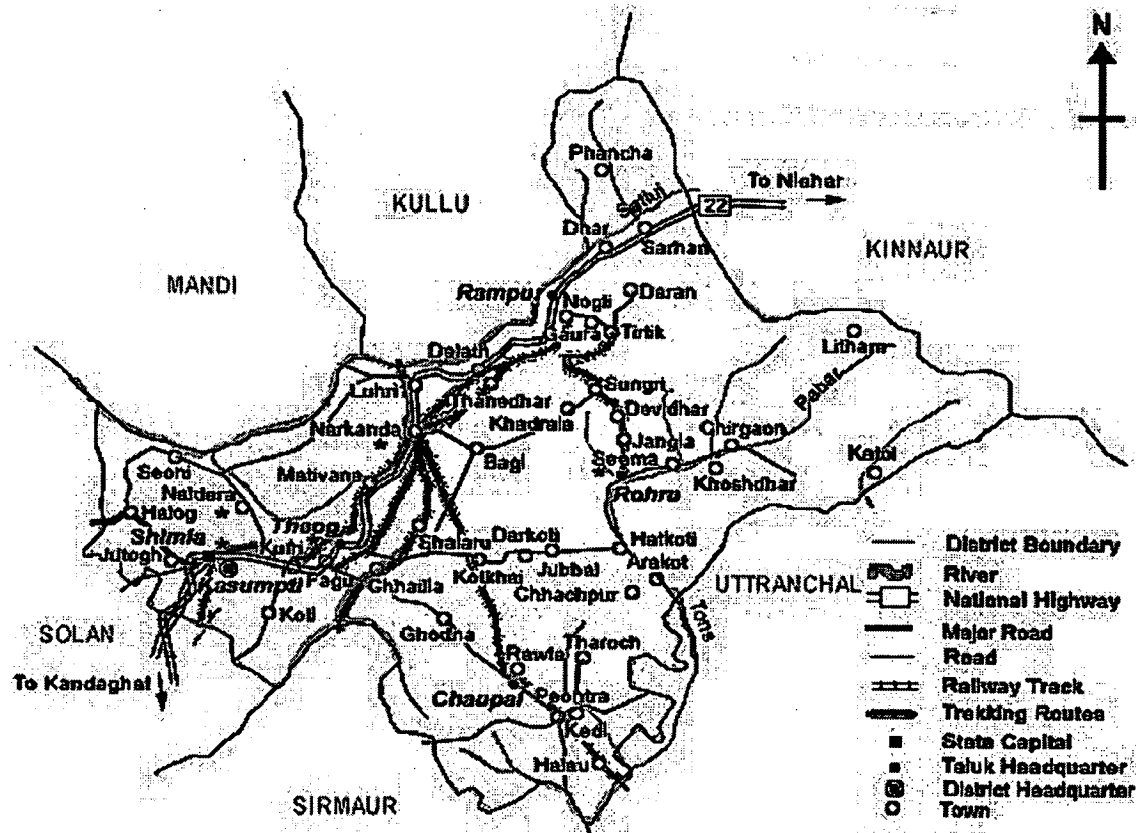 N
Phancha
To Nichar
KULLU
Satluj
22
Dhar
Sarhan
KINNAUR
MANDI
Rampur
Nogli
Daran
Gaura
Tirtik
Litham
Dalath
Luhri
Thanedhar
Sungri
Pabar
Khadrala
Devidhar
Narkanda
Chirgaon
Jangla
Bagi
Seoni
Mativana
Seema
Katol
Naldera
Rohru
Khoshdhar
Halog
Theog
Shimla
Shalaru
Darkoti
Hatkoti
Jutogh
Kufri
Kotkhai
Jubbal
Arakot
Kasumpti
Fagu
Chhailla
Chhachpur
UTTRANCHAL
SOLAN
Koti
Ghodha
Tons
Tharoch
Rawla
To Kandaghat
Chaupal
Peontra
Kedi
Halau
SIRMAUR
District Boundary
River
National Highway
Major Road
Road
Railway Track
Trekking Routes
State Capital
Taluk Headquarter
District Headquarter
Town